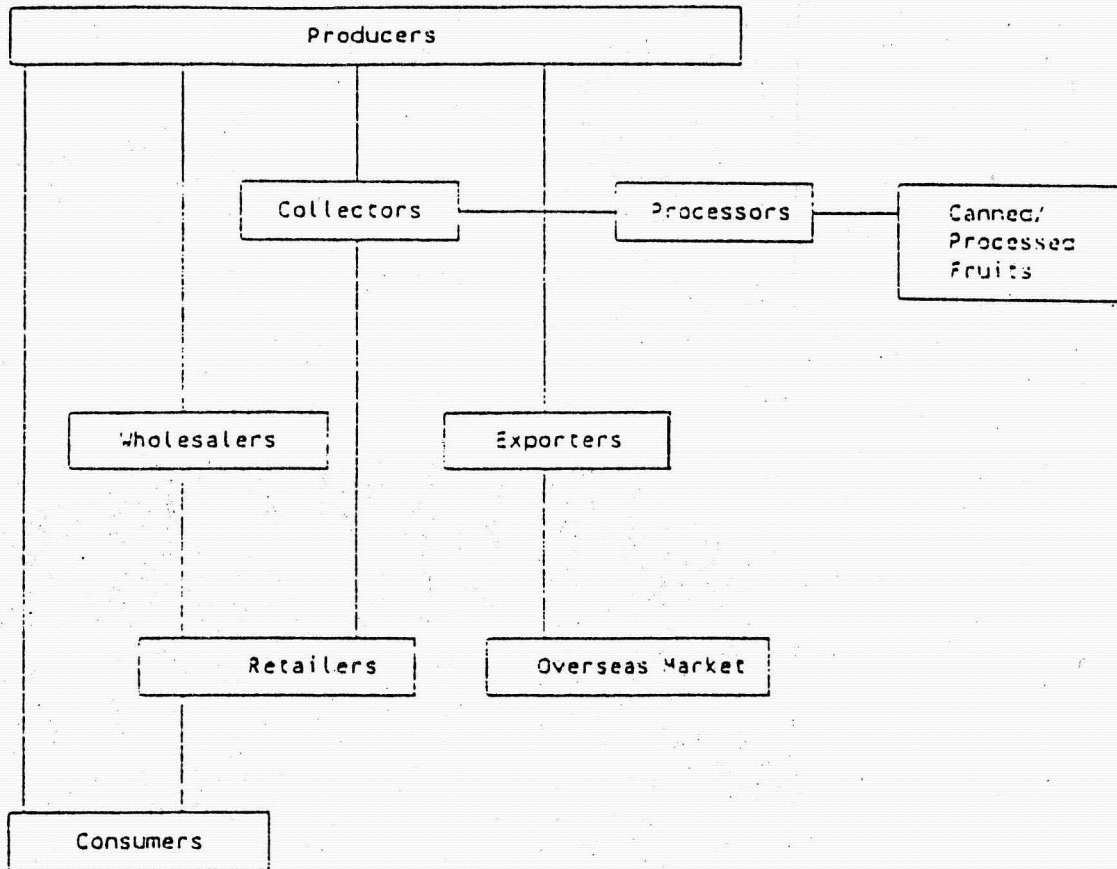 Producers
Collectors
Processors
Canned/
Processed
Fruits
Wholesalers
Exporters
Retailers
Overseas Market
Consumers